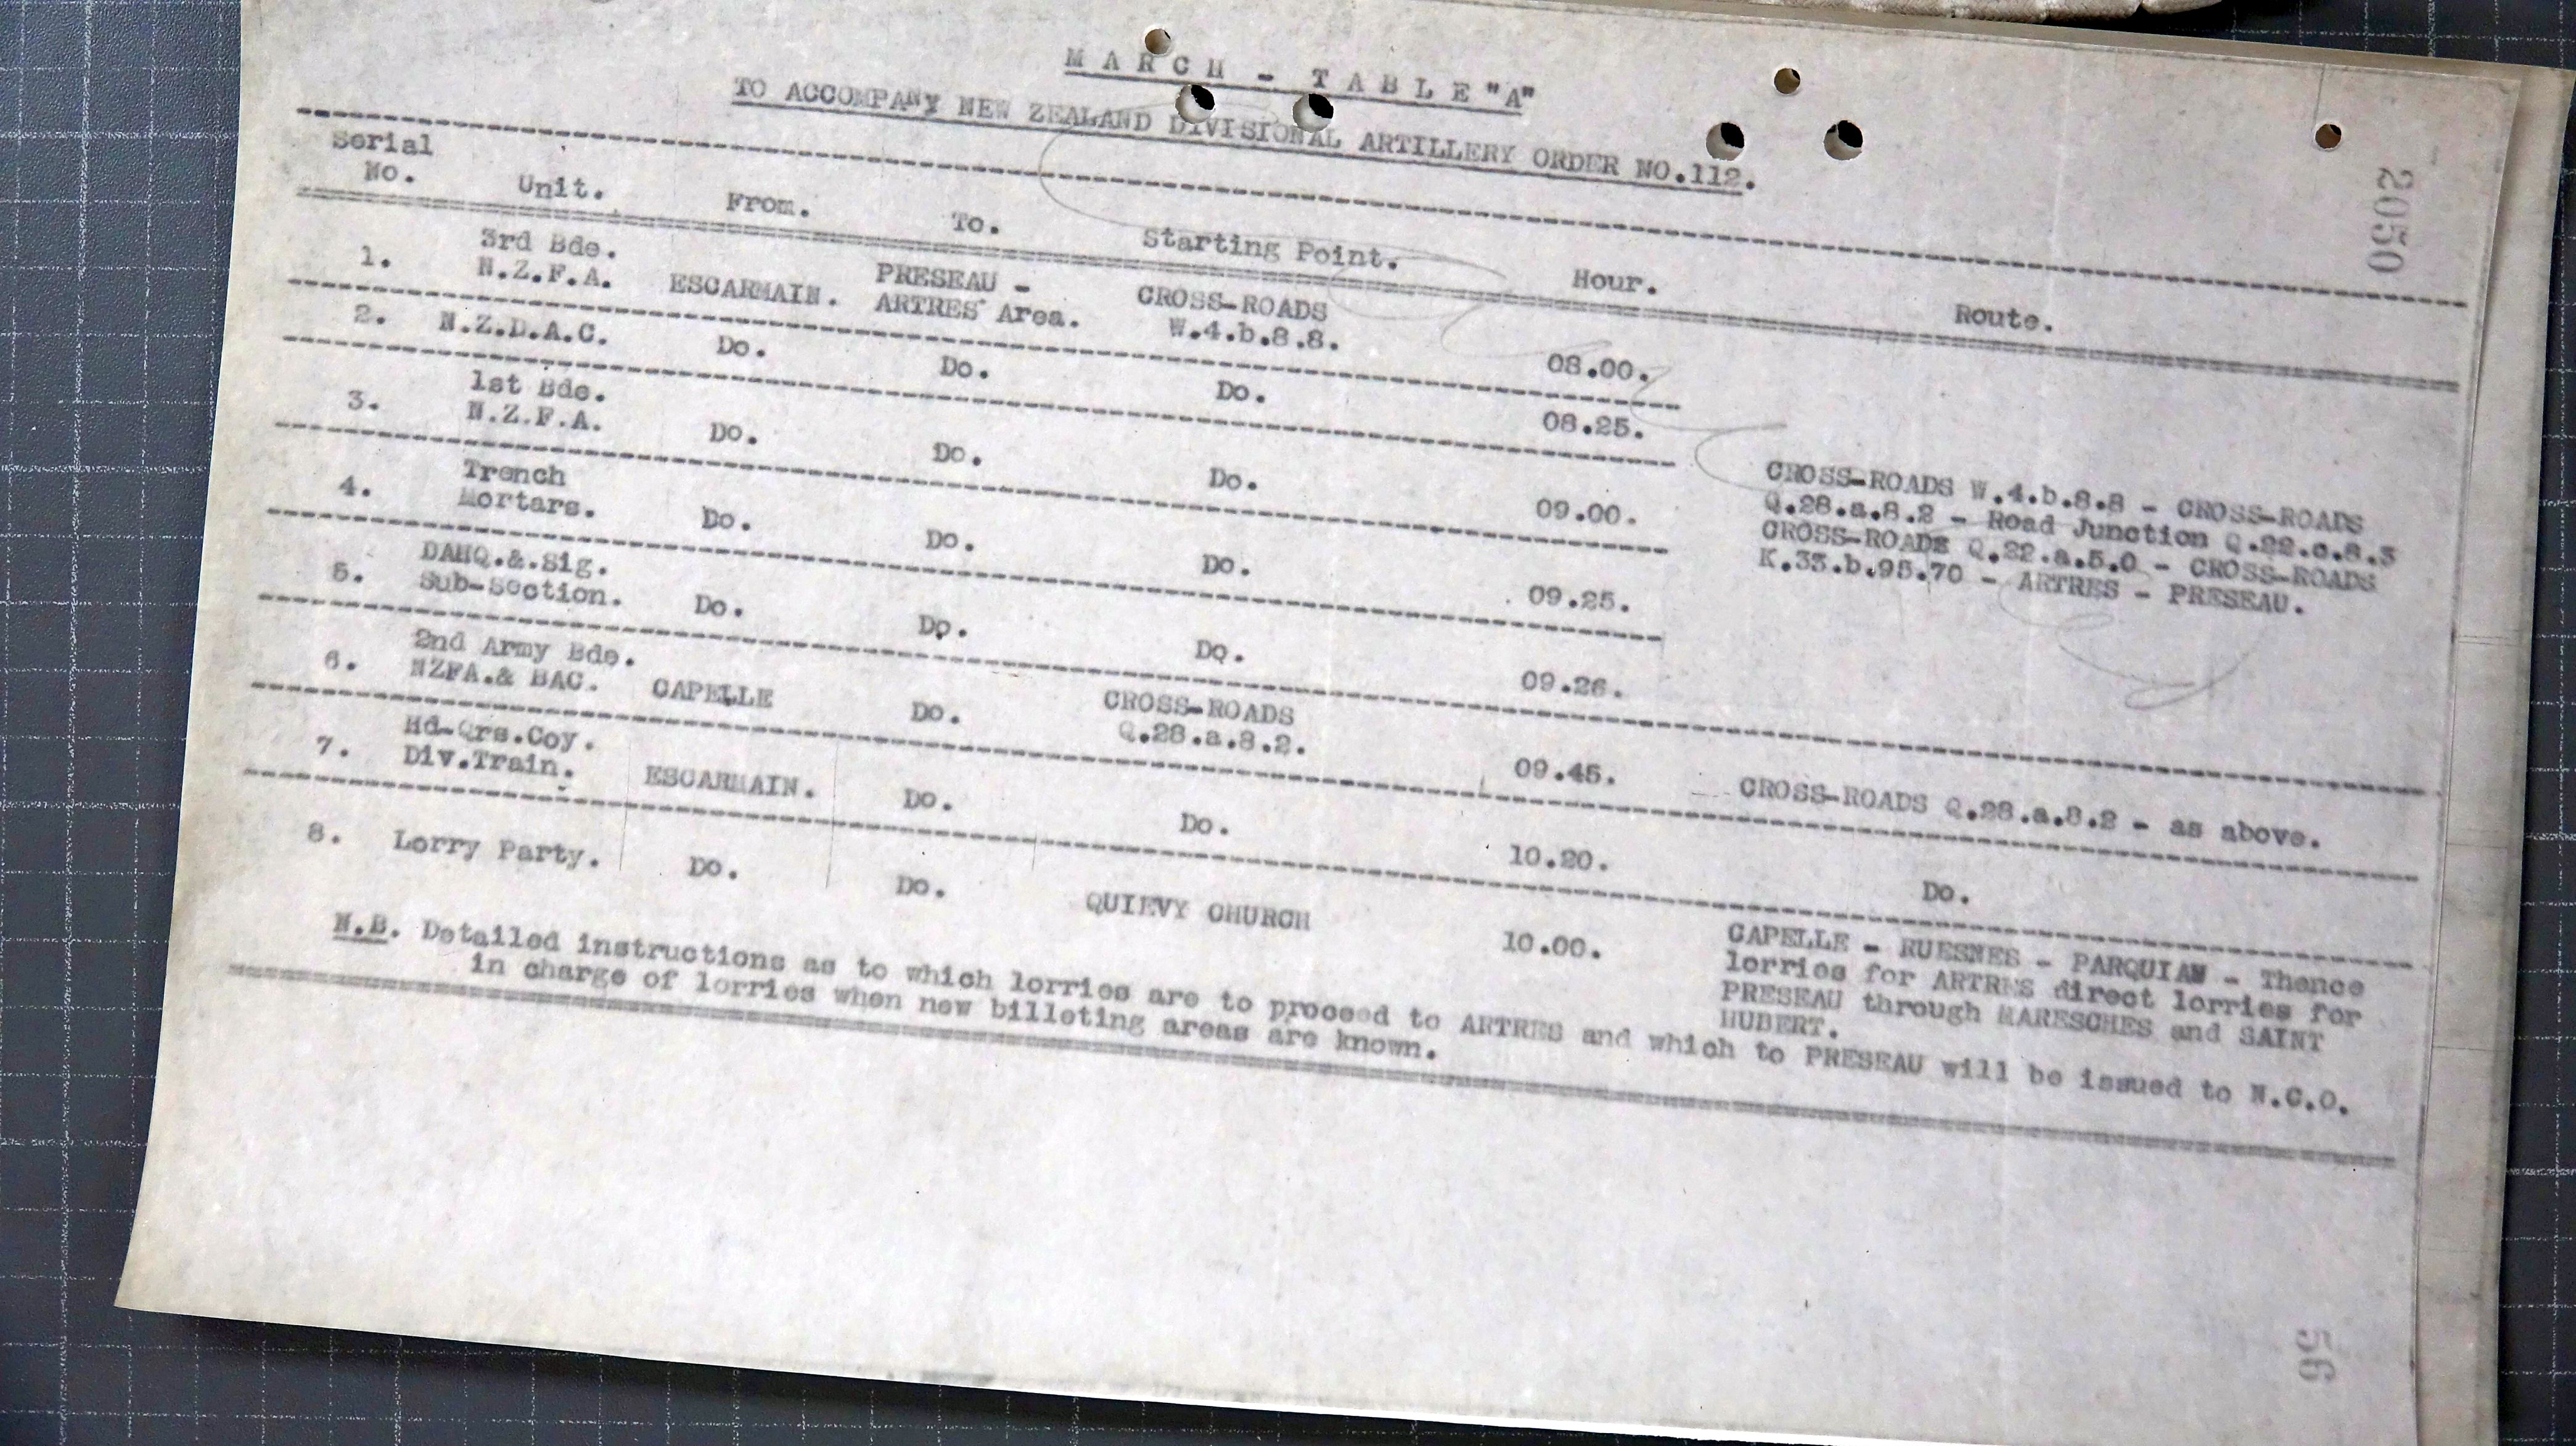 MARCH - TABLE "A"
TO ACCOMPANY NEW ZEALAND DIVISIONAL ARTILLERY ORDER NO.112.
Serial No. Unit. From. To. Starting Point. Hour. Route.
1. 3rd Bde. N.Z.F.A. ESCARMAIN. PRESEAU - ARTRES Area. CROSS-ROADS W.4.b.8.8. 08.00.
2. N.Z.D.A.C. Do. Do. Do. 08.25.
3. 1st Bde. N.Z.F.A. Do. Do. Do. 09.00.
4. Trench Mortars. Do. Do. Do. 09.25.
5. DAHQ.&.Sig. Sub-Section. Do. Do. Do. 09.26.
CROSS-ROADS W.4.b.8.8 - CROSS-ROADS
Q.28.a.8.2 - Road Junction Q.22.c.8.3
CROSS-ROADS Q.22.a.5.0 - CROSS-ROADS
K.33.b.95.70 - ARTRES - PRESEAU.
6. 2nd Army Bde. NZFA.& BAC. CAPELLE Do. CROSS-ROADS Q.28.a.8.2. 09.45. CROSS-ROADS Q.28.a.8.2 - as above.
7. Hd-Qrs.Coy. Div.Train. ESCARMAIN. Do. Do. 10.20. Do.
8. Lorry Party. Do. Do. QUIEVY CHURCH 10.00.
CAPELLE - RUESNES - PARQUIAW - Thence
lorries for ARTRES direct lorries for
PRESEAU through MARESCHES and SAINT
HUBERT.
N.B. Detailed instructions as to which lorries are to proceed to ARTRES and which to PRESEAU will be issued to N.C.O.
in charge of lorries when new billeting areas are known.
2050
56